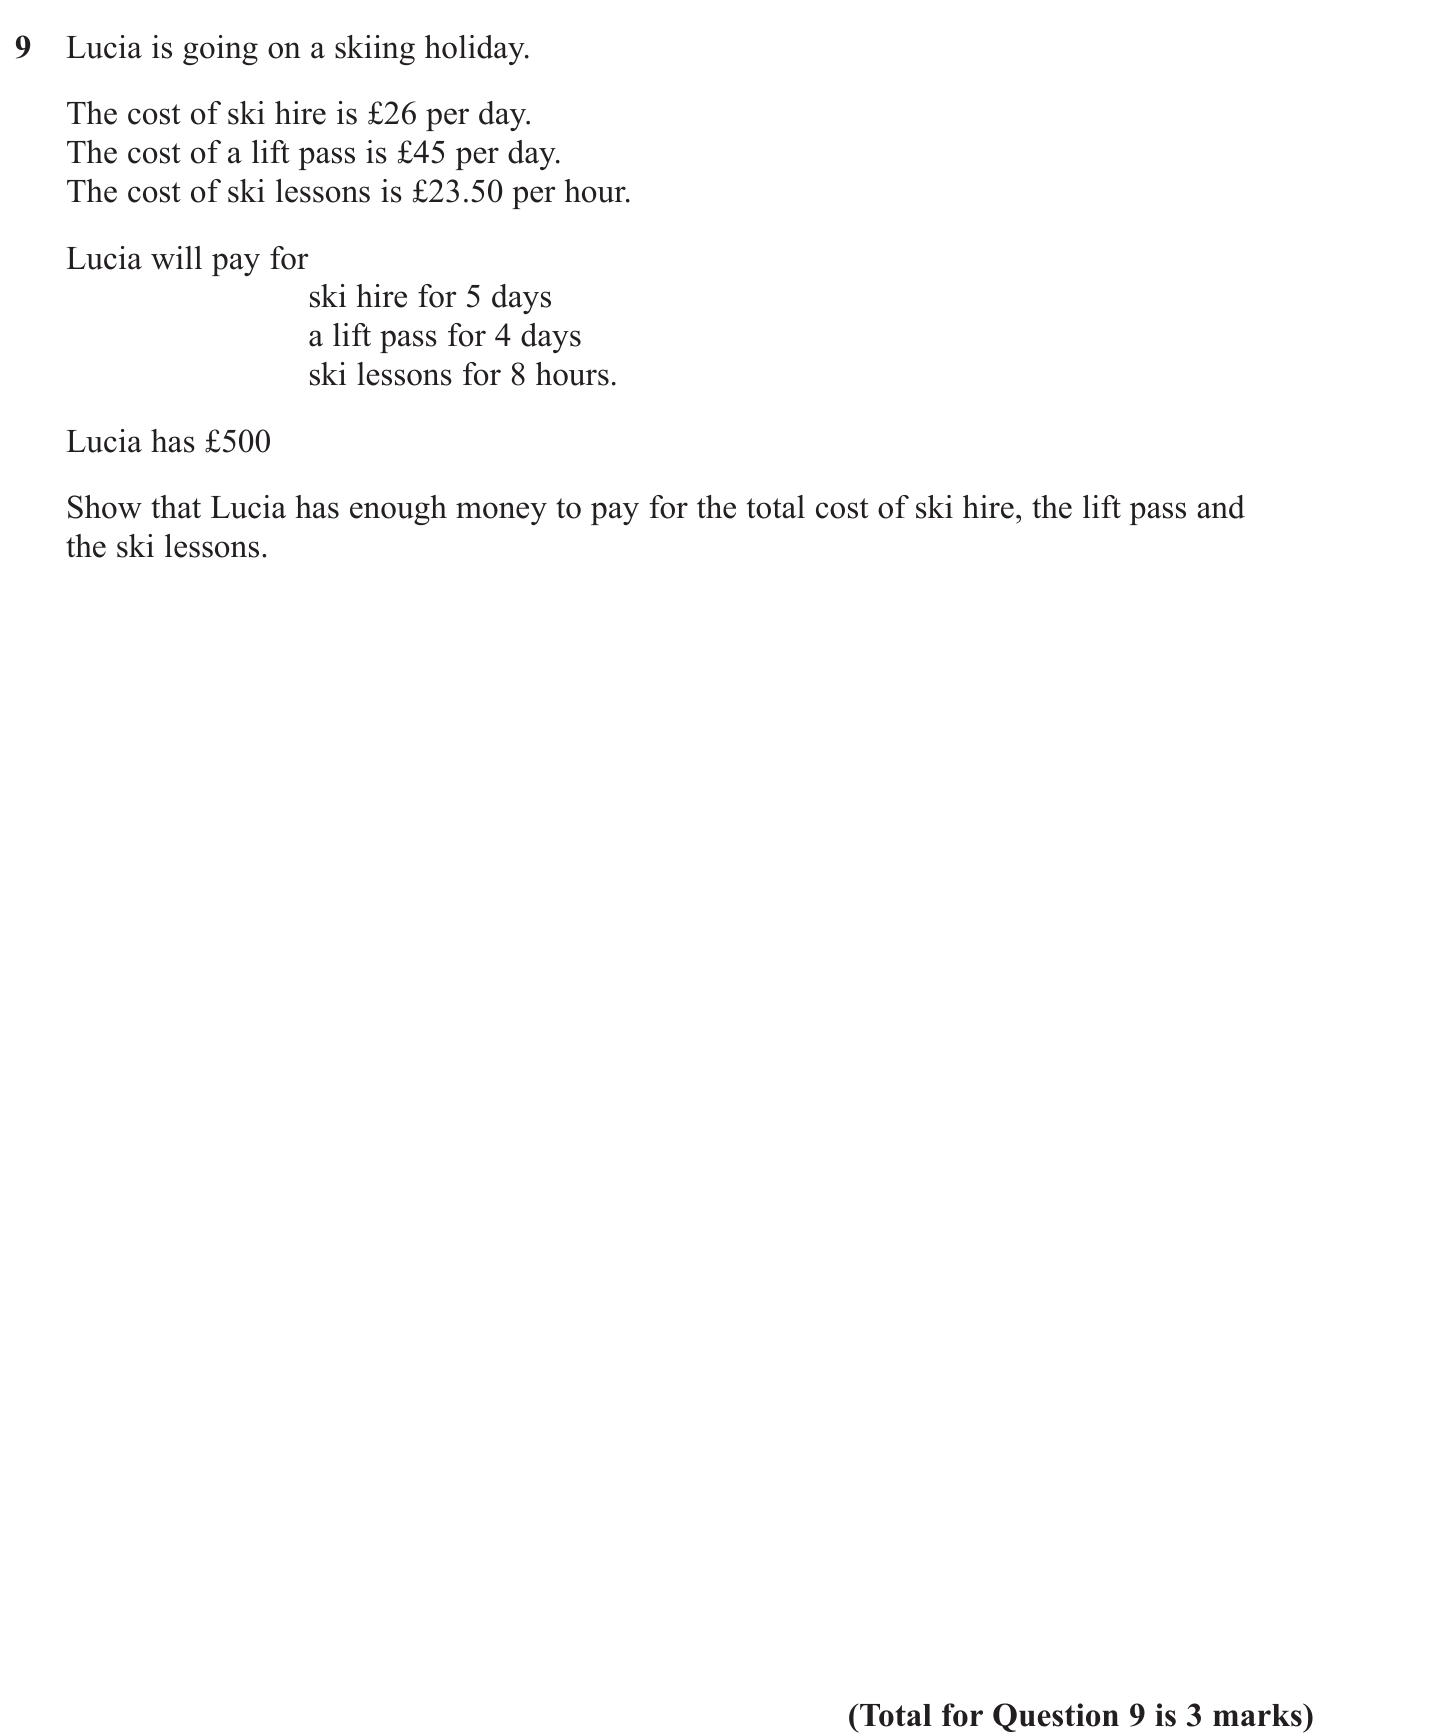 9 Lucia is going on a skiing holiday.
The cost of ski hire is £26 per day.
The cost of a lift pass is £45 per day.
The cost of ski lessons is £23.50 per hour.
Lucia will pay for
ski hire for 5 days
a lift pass for 4 days
ski lessons for 8 hours.
Lucia has £500
Show that Lucia has enough money to pay for the total cost of ski hire, the lift pass and
the ski lessons.
(Total for Question 9 is 3 marks)